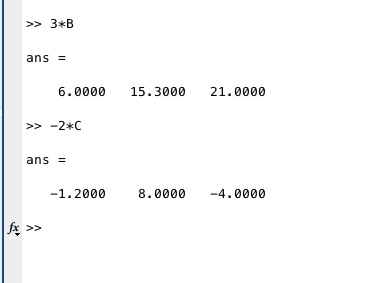 >> 3*B
ans =
6.0000 15.3000 21.0000
>> -2*C
ans =
-1.2000 8.0000 -4.0000
fx >>